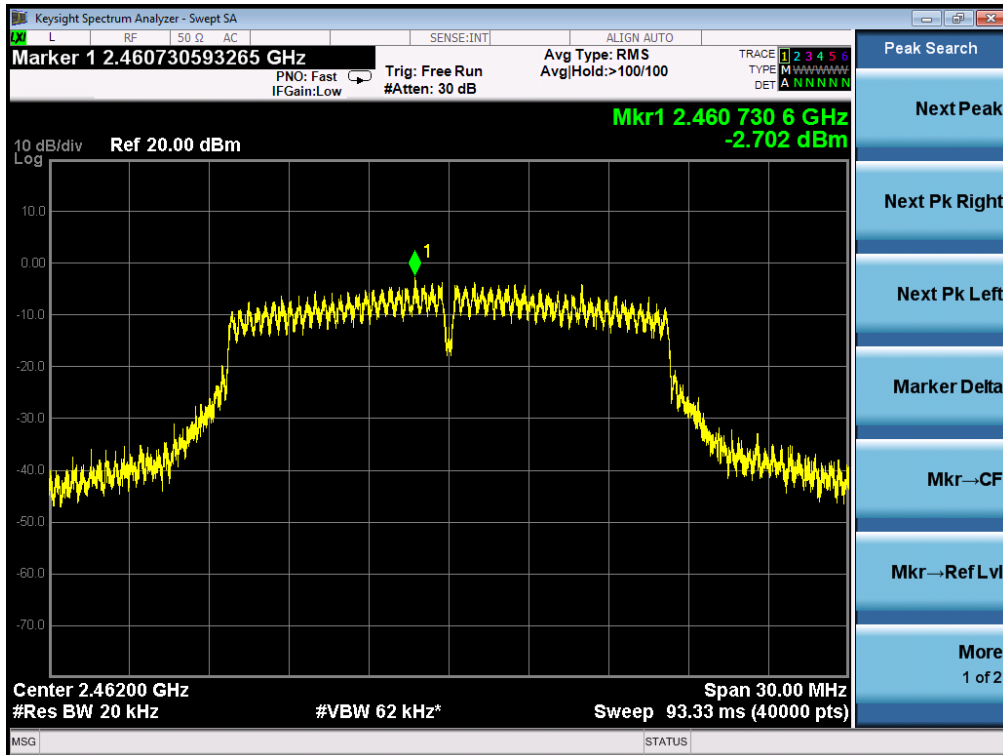 Keysight Spectrum Analyzer - Swept SA
LXI L RF 50 Ω AC SENSE:INT ALIGN AUTO
Marker 1 2.460730593265 GHz
PNO: Fast
IFGain:Low
Trig: Free Run
#Atten: 30 dB
Avg Type: RMS
Avg|Hold:>100/100
TRACE 1 2 3 4 5 6
TYPE M WWWWW
DET A N N N N N
Mkr1 2.460 730 6 GHz
-2.702 dBm
10 dB/div
Log
Ref 20.00 dBm
10.0
0.00
-10.0
-20.0
-30.0
-40.0
-50.0
-60.0
-70.0
1
Center 2.46200 GHz
Span 30.00 MHz
#Res BW 20 kHz
#VBW 62 kHz*
Sweep 93.33 ms (40000 pts)
MSG
STATUS
Peak Search
Next Peak
Next Pk Right
Next Pk Left
Marker Delta
Mkr→CF
Mkr→Ref Lvl
More
1 of 2